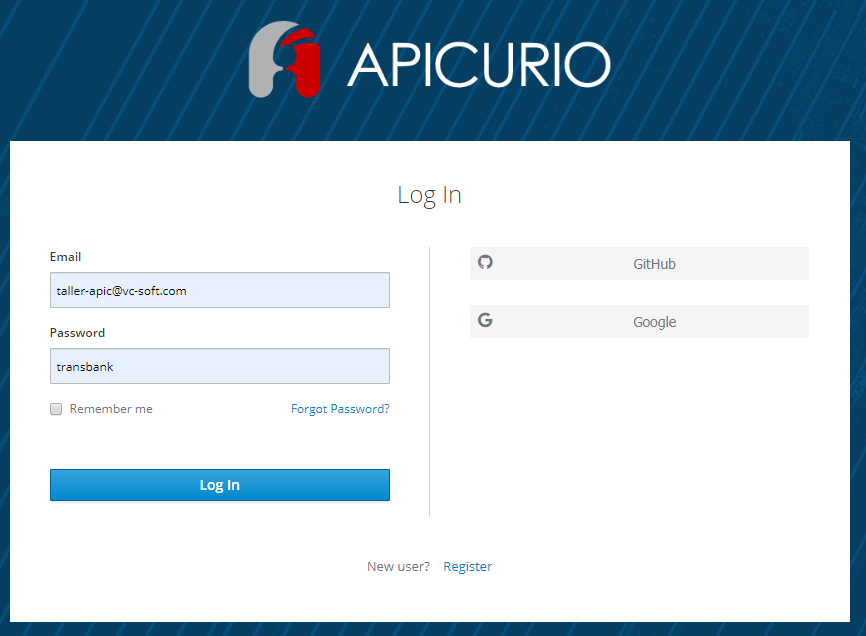 APICURIO
Log In
Email
taller-apic@vc-soft.com
Password
transbank
Remember me
Forgot Password?
Log In
GitHub
Google
New user? Register